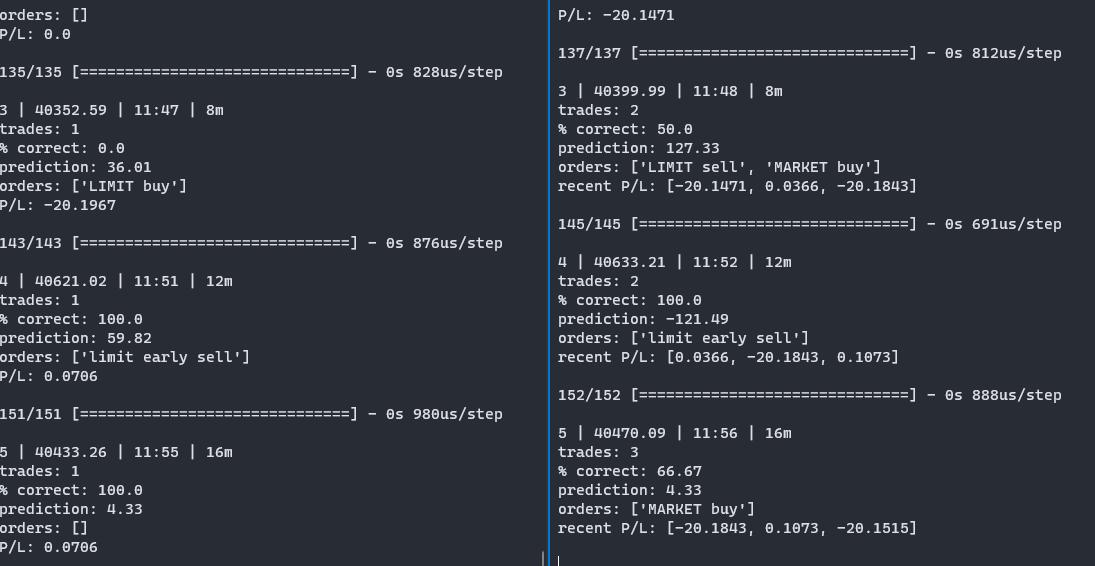 orders: []
P/L: 0.0
135/135 [==============================] - 0s 828us/step
3 | 40352.59 | 11:47 | 8m
trades: 1
% correct: 0.0
prediction: 36.01
orders: ['LIMIT buy']
P/L: -20.1967
143/143 [==============================] - 0s 876us/step
4 | 40621.02 | 11:51 | 12m
trades: 1
% correct: 100.0
prediction: 59.82
orders: ['limit early sell']
P/L: 0.0706
151/151 [==============================] - 0s 980us/step
5 | 40433.26 | 11:55 | 16m
trades: 1
% correct: 100.0
prediction: 4.33
orders: []
P/L: 0.0706
P/L: -20.1471
137/137 [==============================] - 0s 812us/step
3 | 40399.99 | 11:48 | 8m
trades: 2
% correct: 50.0
prediction: 127.33
orders: ['LIMIT sell', 'MARKET buy']
recent P/L: [-20.1471, 0.0366, -20.1843]
145/145 [==============================] - 0s 691us/step
4 | 40633.21 | 11:52 | 12m
trades: 2
% correct: 100.0
prediction: -121.49
orders: ['limit early sell']
recent P/L: [0.0366, -20.1843, 0.1073]
152/152 [==============================] - 0s 888us/step
5 | 40470.09 | 11:56 | 16m
trades: 3
% correct: 66.67
prediction: 4.33
orders: ['MARKET buy']
recent P/L: [-20.1843, 0.1073, -20.1515]